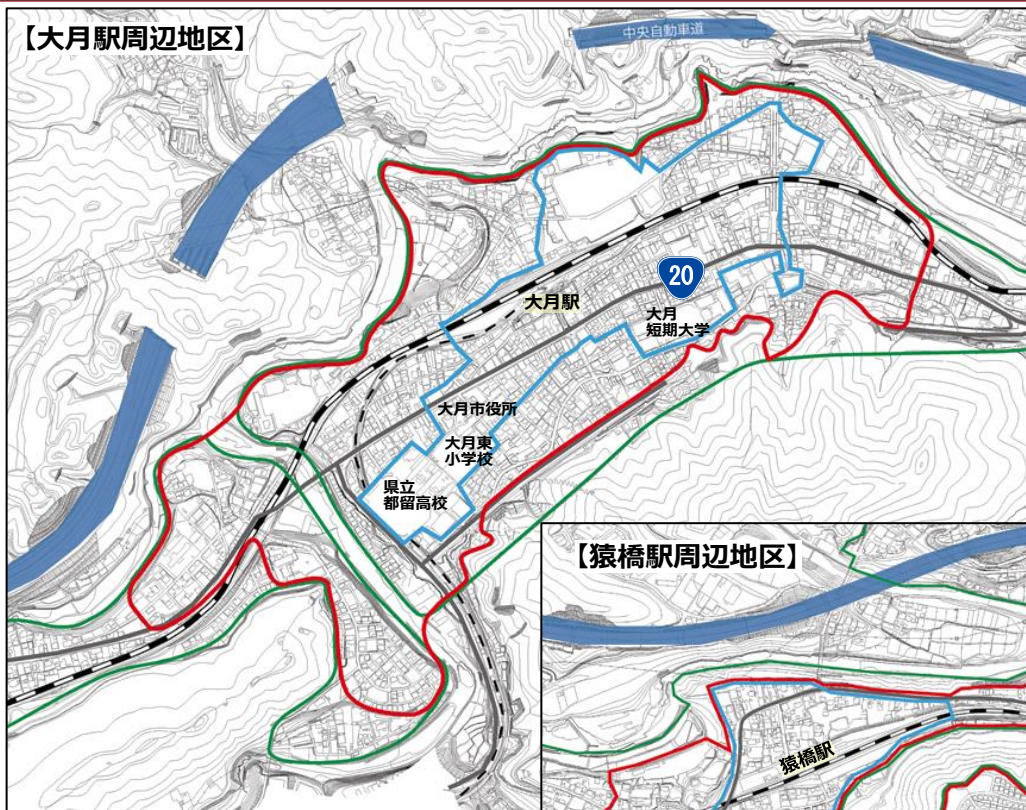 【大月駅周辺地区】
中央自動車道
20
大月駅
大月
短期大学
大月市役所
大月東
小学校
県立
都留高校
【猿橋駅周辺地区】
猿橋駅